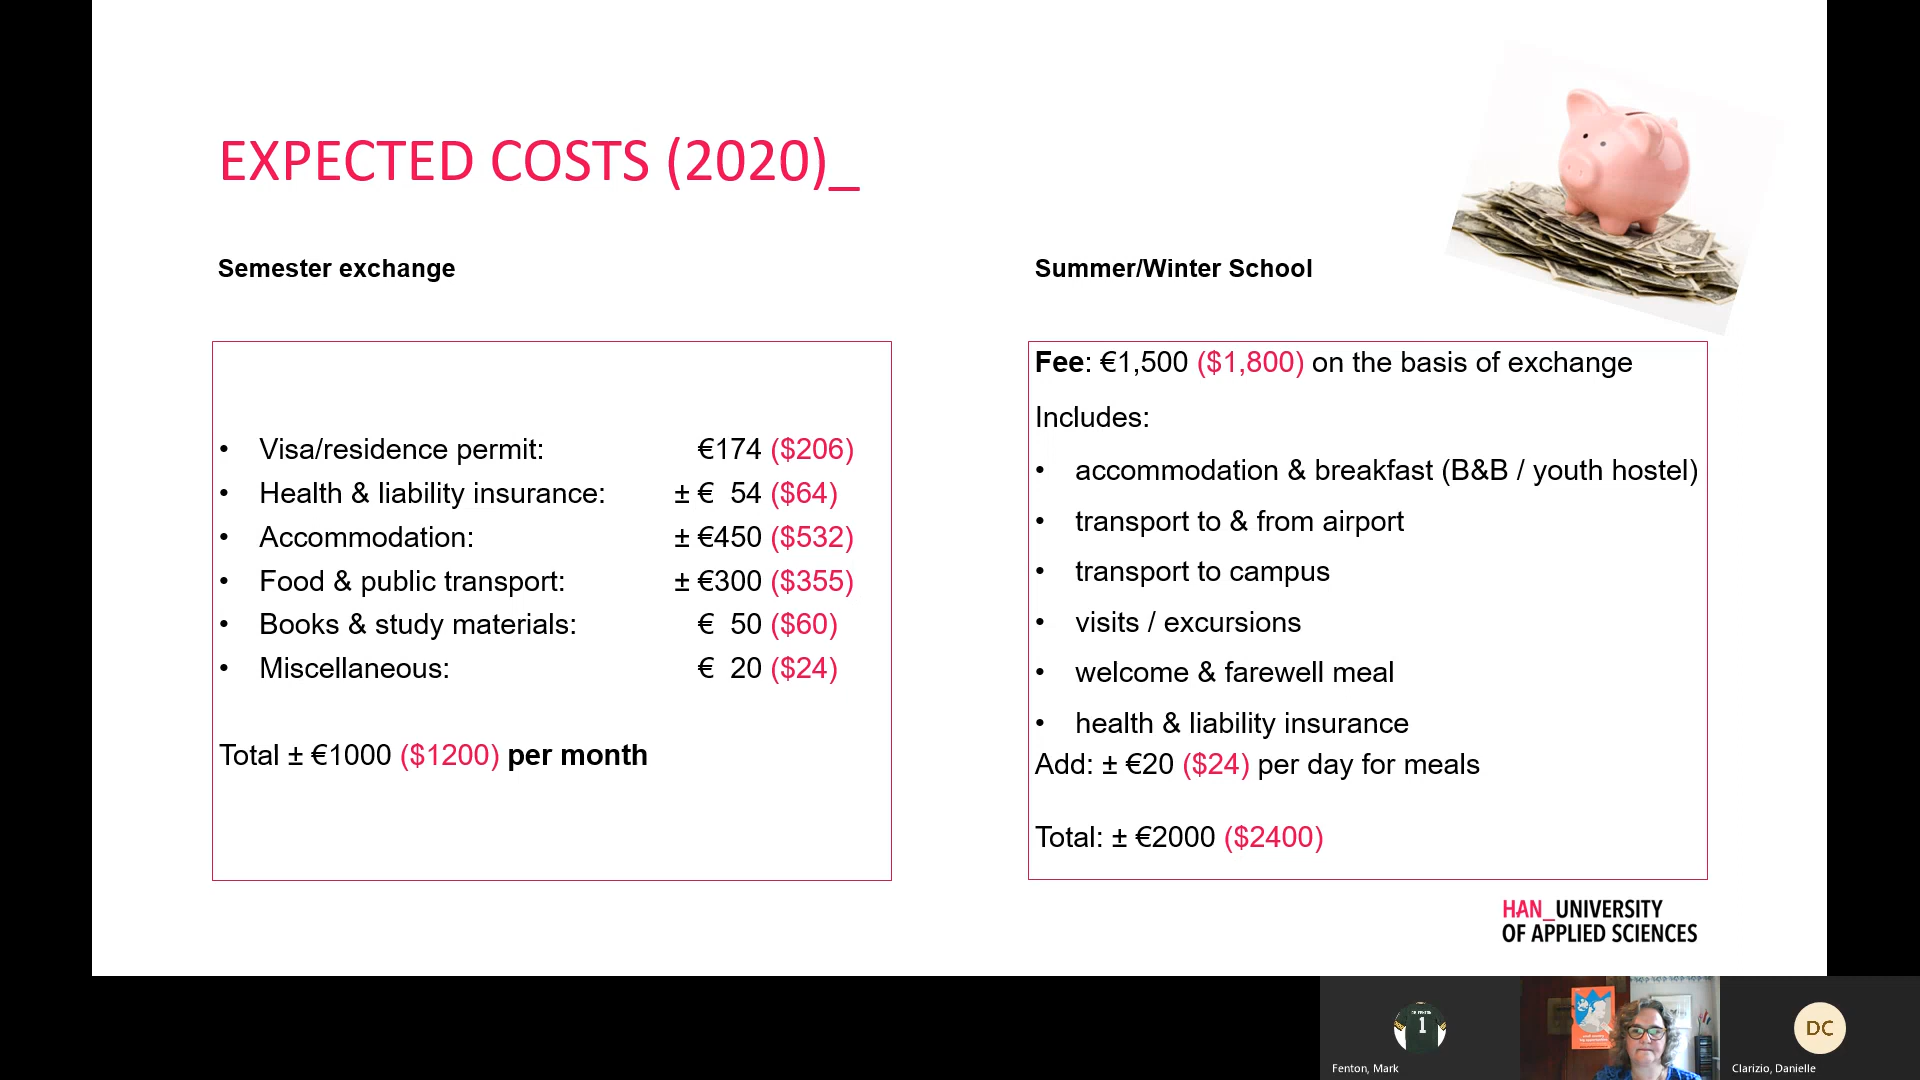 EXPECTED COSTS (2020)_
Semester exchange
• Visa/residence permit: €174 ($206)
• Health & liability insurance: ± € 54 ($64)
• Accommodation: ± €450 ($532)
• Food & public transport: ± €300 ($355)
• Books & study materials: € 50 ($60)
• Miscellaneous: € 20 ($24)
Total ± €1000 ($1200) per month
Summer/Winter School
Fee: €1,500 ($1,800) on the basis of exchange
Includes:
• accommodation & breakfast (B&B / youth hostel)
• transport to & from airport
• transport to campus
• visits / excursions
• welcome & farewell meal
• health & liability insurance
Add: ± €20 ($24) per day for meals
Total: ± €2000 ($2400)
HAN_UNIVERSITY
OF APPLIED SCIENCES
1
Fenton, Mark
DC
Clarizio, Danielle